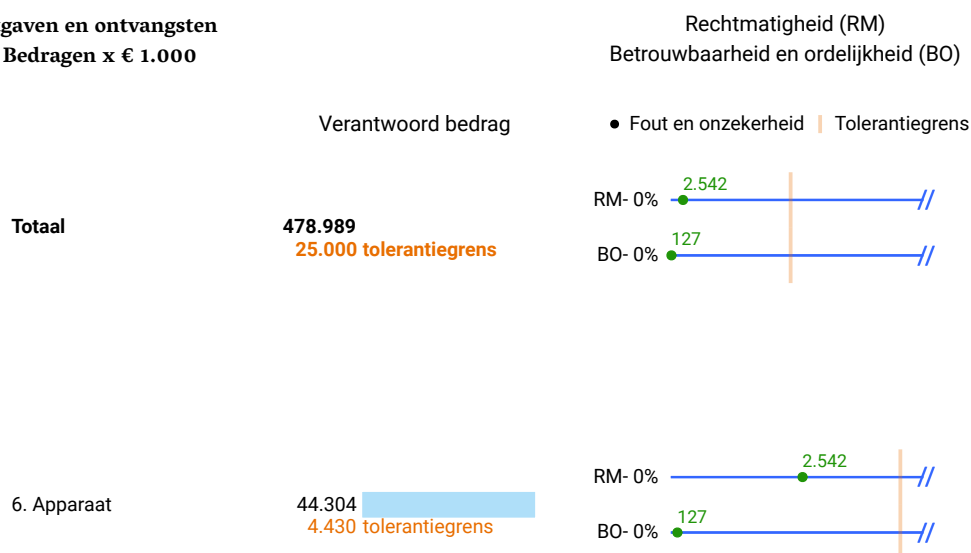 gaven en ontvangsten
Bedragen x € 1.000
Rechtmatigheid (RM)
Betrouwbaarheid en ordelijkheid (BO)
Verantwoord bedrag
Fout en onzekerheid Tolerantiegrens
Totaal
478.989
25.000 tolerantiegrens
RM- 0%
2.542
BO- 0%
127
6. Apparaat
44.304
4.430 tolerantiegrens
RM- 0%
2.542
BO- 0%
127